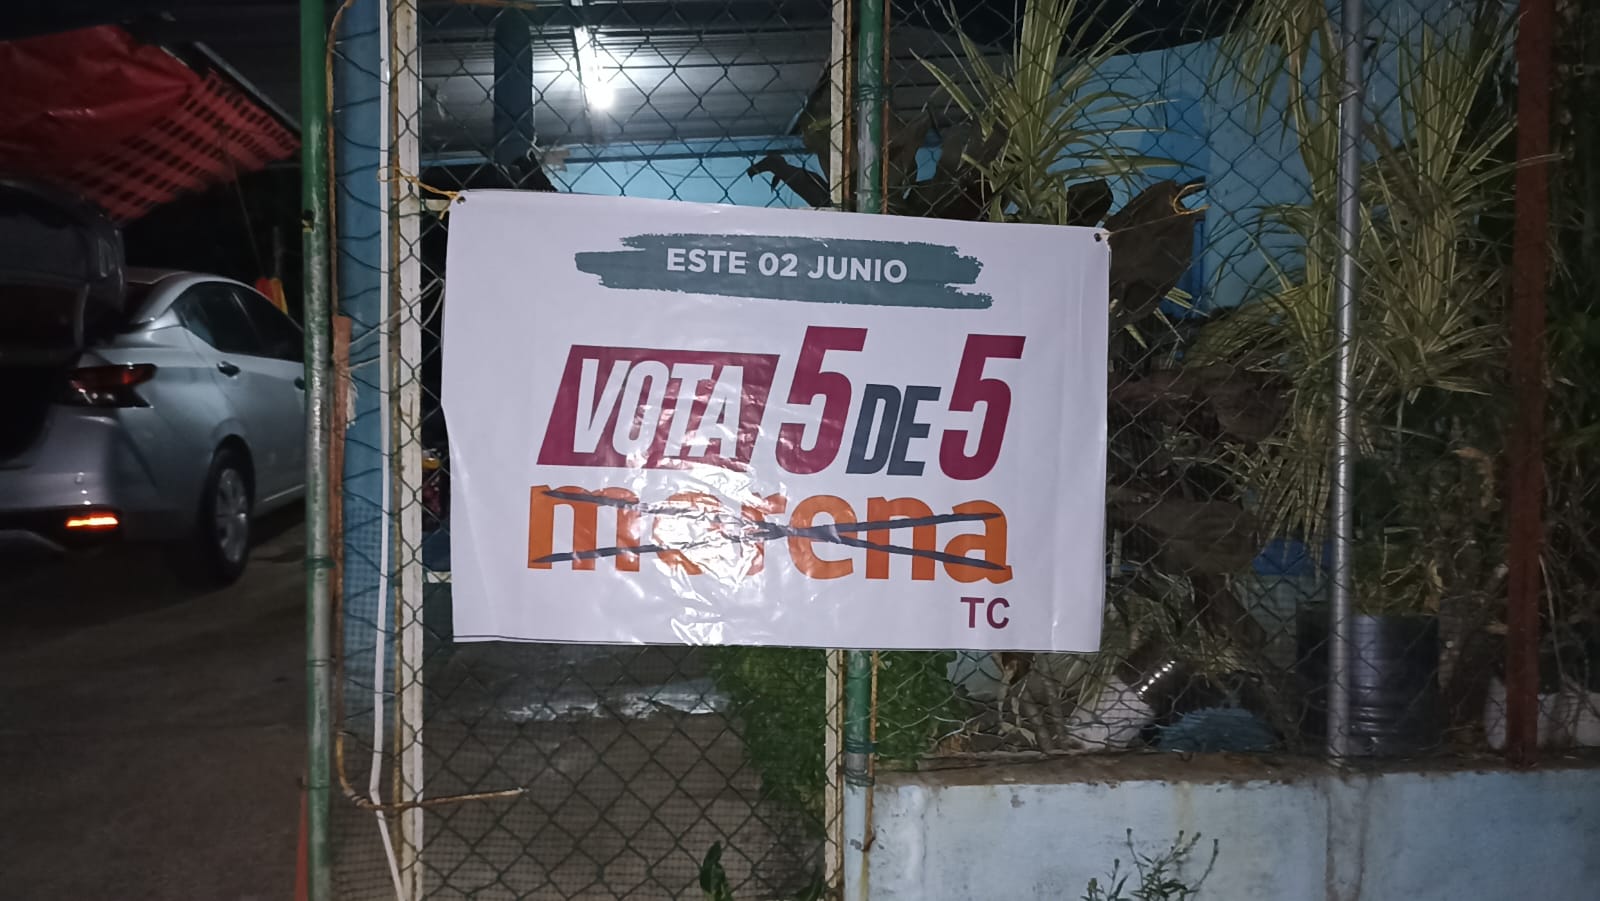 ESTE 02 JUNIO
VOTA 5 DE 5
morena
TC